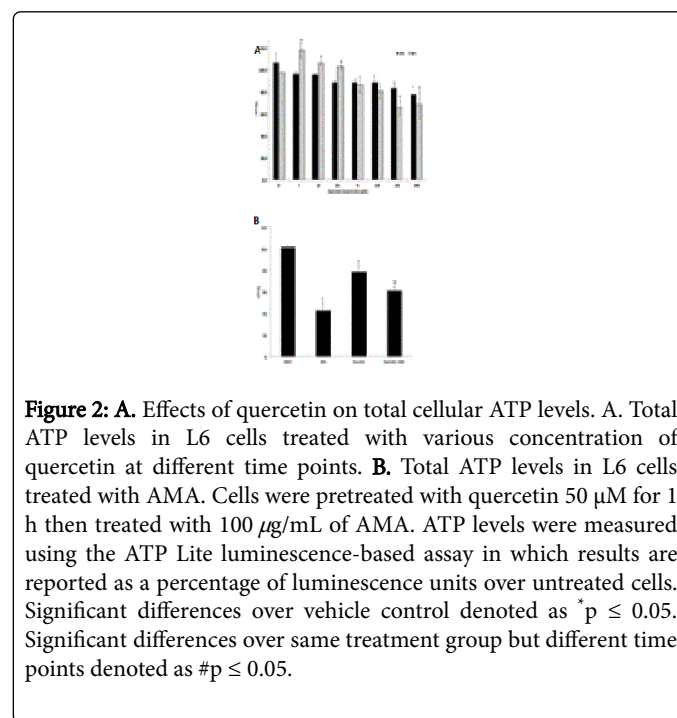 A
B
Figure 2: A. Effects of quercetin on total cellular ATP levels. A. Total
ATP levels in L6 cells treated with various concentration of
quercetin at different time points. B. Total ATP levels in L6 cells
treated with AMA. Cells were pretreated with quercetin 50 μM for 1
h then treated with 100 μg/mL of AMA. ATP levels were measured
using the ATP Lite luminescence-based assay in which results are
reported as a percentage of luminescence units over untreated cells.
Significant differences over vehicle control denoted as *p ≤ 0.05.
Significant differences over same treatment group but different time
points denoted as #p ≤ 0.05.